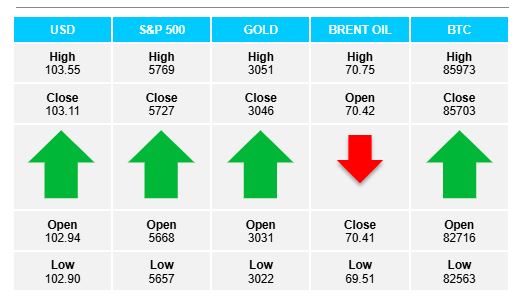 USD S&P 500 GOLD BRENT OIL BTC
High High High High High
103.55 5769 3051 70.75 85973
Close Close Close Open Close
103.11 5727 3046 70.42 85703
Open Open Open Close Open
102.94 5668 3031 70.41 82716
Low Low Low Low Low
102.90 5657 3022 69.51 82563